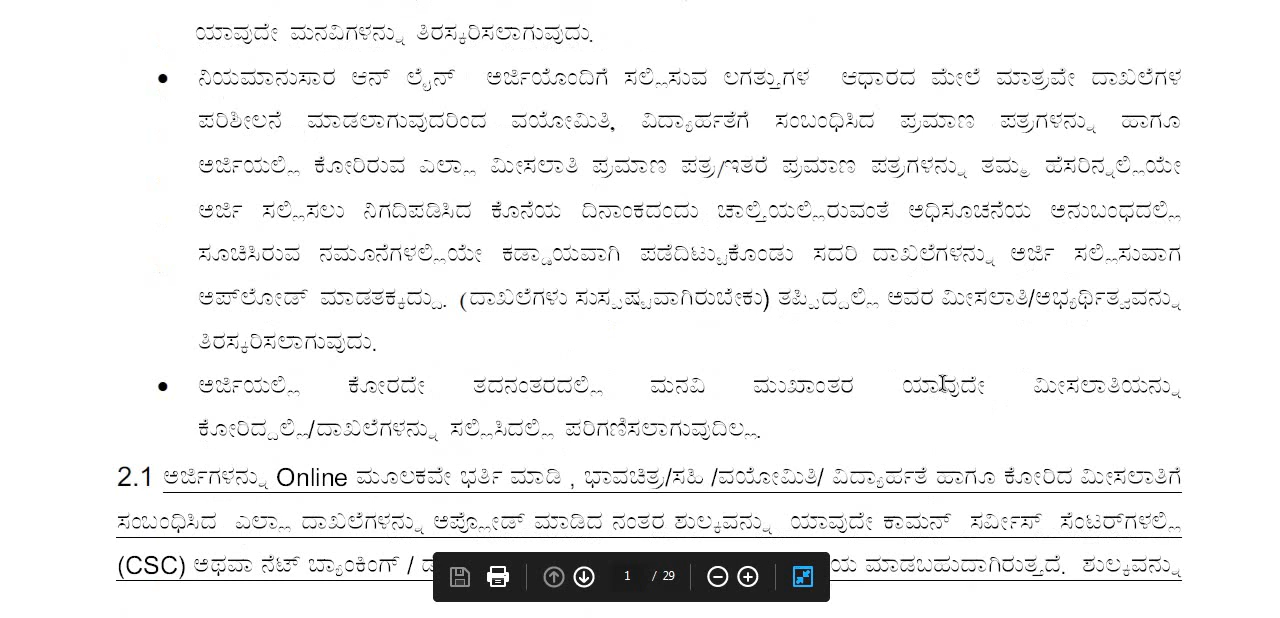 ಯಾವುದೇ ಮನವಿಗಳನ್ನು ತಿರಸ್ಕರಿಸಲಾಗುವುದು.
• ನಿಯಮಾನುಸಾರ ಆನ್ ಲೈನ್ ಅರ್ಜಿಯೊಂದಿಗೆ ಸಲ್ಲಿಸುವ ಲಗತ್ತುಗಳ ಆಧಾರದ ಮೇಲೆ ಮಾತ್ರವೇ ದಾಖಲೆಗಳ
ಪರಿಶೀಲನೆ ಮಾಡಲಾಗುವುದರಿಂದ ವಯೋಮಿತಿ, ವಿದ್ಯಾರ್ಹತೆಗೆ ಸಂಬಂಧಿಸಿದ ಪ್ರಮಾಣ ಪತ್ರಗಳನ್ನು ಹಾಗೂ
ಅರ್ಜಿಯಲ್ಲಿ ಕೋರಿರುವ ಎಲ್ಲಾ ಮೀಸಲಾತಿ ಪ್ರಮಾಣ ಪತ್ರ/ಇತರೆ ಪ್ರಮಾಣ ಪತ್ರಗಳನ್ನು ತಮ್ಮ ಹೆಸರಿನ್ನಲ್ಲಿಯೇ
ಅರ್ಜಿ ಸಲ್ಲಿಸಲು ನಿಗದಿಪಡಿಸಿದ ಕೊನೆಯ ದಿನಾಂಕದಂದು ಚಾಲ್ತಿಯಲ್ಲಿರುವಂತೆ ಅಧಿಸೂಚನೆಯ ಅನುಬಂಧದಲ್ಲಿ
ಸೂಚಿಸಿರುವ ನಮೂನೆಗಳಲ್ಲಿಯೇ ಕಡ್ಡಾಯವಾಗಿ ಪಡೆದಿಟ್ಟುಕೊಂಡು ಸದರಿ ದಾಖಲೆಗಳನ್ನು ಅರ್ಜಿ ಸಲ್ಲಿಸುವಾಗ
ಅಪ್‌ಲೋಡ್ ಮಾಡತಕ್ಕದ್ದು. (ದಾಖಲೆಗಳು ಸುಸ್ಪಷ್ಟವಾಗಿರುಬೇಕು) ತಪ್ಪಿದ್ದಲ್ಲಿ ಅವರ ಮೀಸಲಾತಿ/ಅಭ್ಯರ್ಥಿತ್ವವನ್ನು
ತಿರಸ್ಕರಿಸಲಾಗುವುದು.
• ಅರ್ಜಿಯಲ್ಲಿ ಕೋರದೇ ತದನಂತರದಲ್ಲಿ ಮನವಿ ಮುಖಾಂತರ ಯಾವುದೇ ಮೀಸಲಾತಿಯನ್ನು
ಕೋರಿದ್ದಲ್ಲಿ/ದಾಖಲೆಗಳನ್ನು ಸಲ್ಲಿಸಿದಲ್ಲಿ ಪರಿಗಣಿಸಲಾಗುವುದಿಲ್ಲ.
2.1 ಅರ್ಜಿಗಳನ್ನು Online ಮೂಲಕವೇ ಭರ್ತಿ ಮಾಡಿ , ಭಾವಚಿತ್ರ/ಸಹಿ /ವಯೋಮಿತಿ/ ವಿದ್ಯಾರ್ಹತೆ ಹಾಗೂ ಕೋರಿದ ಮೀಸಲಾತಿಗೆ
ಸಂಬಂಧಿಸಿದ ಎಲ್ಲಾ ದಾಖಲೆಗಳನ್ನು ಅಪ್ಲೋಡ್ ಮಾಡಿದ ನಂತರ ಶುಲ್ಕವನ್ನು ಯಾವುದೇ ಕಾಮನ್ ಸರ್ವೀಸ್ ಸೆಂಟರ್‌ಗಳಲ್ಲಿ
(CSC) ಅಥವಾ ನೆಟ್ ಬ್ಯಾಂಕಿಂಗ್ / ಮಾಡಬಹುದಾಗಿರುತ್ತದೆ. ಶುಲ್ಕವನ್ನು
1 / 29